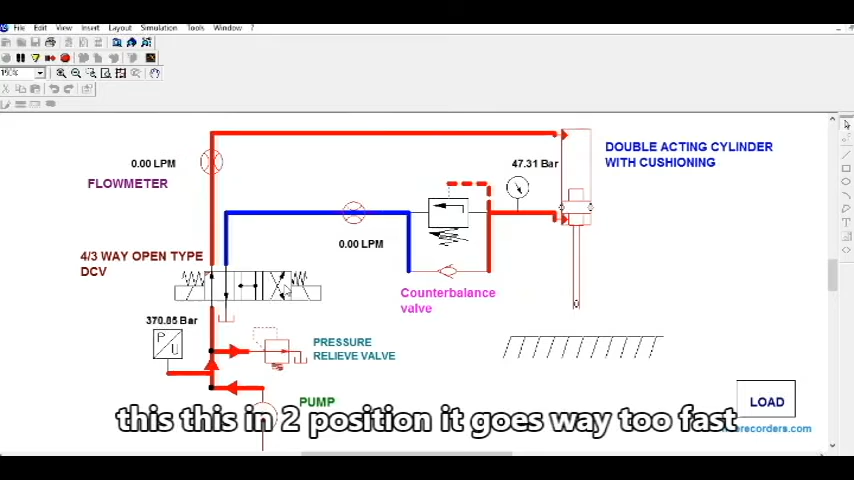 File Edit View Insert Layout Simulation Tools Window ?
150%
0.00 LPM
FLOWMETER
47.31 Bar
DOUBLE ACTING CYLINDER
WITH CUSHIONING
0.00 LPM
4/3 WAY OPEN TYPE
DCV
Counterbalance
valve
370.85 Bar
P
U
PRESSURE
RELIEVE VALVE
PUMP
LOAD
this this in 2 position it goes way too fast